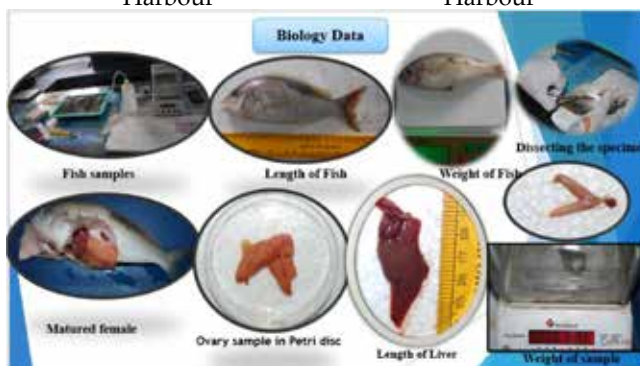 Harbour Harbour
Biology Data
Fish samples
Length of Fish
Weight of Fish
Dissecting the specime
Matured female
Ovary sample in Petri disc
Length of Liver
Weight of sample